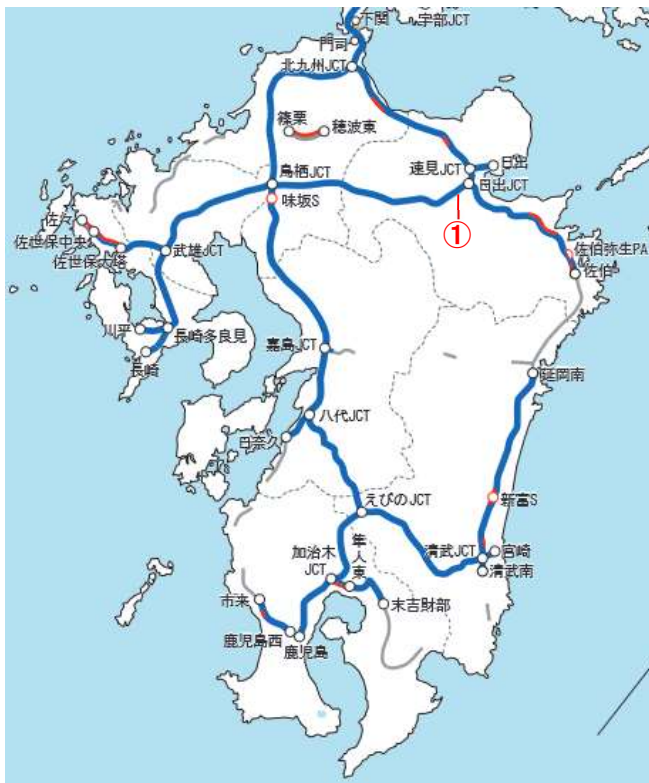 下関
宇部JCT
門司
北九州JCT
篠栗
穂波東
速見JCT
日出
鳥栖JCT
日出JCT
味坂S
①
佐々
佐世保中央
佐世保大塔
武雄JCT
佐伯弥生PA
佐伯
川平
長崎多良見
長崎
嘉島JCT
延岡南
八代JCT
日奈久
えびのJCT
新富S
加治木
JCT
隼人東
清武JCT
宮崎
清武南
市来
末吉財部
鹿児島西
鹿児島